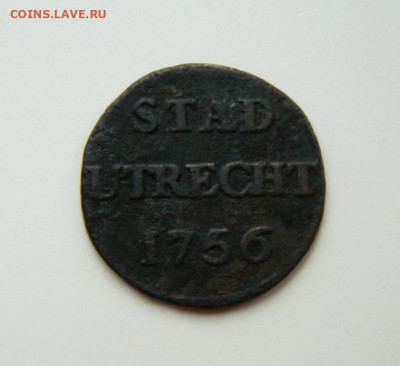 COINS.LAVE.RU
STAD
UTRECHT
1756